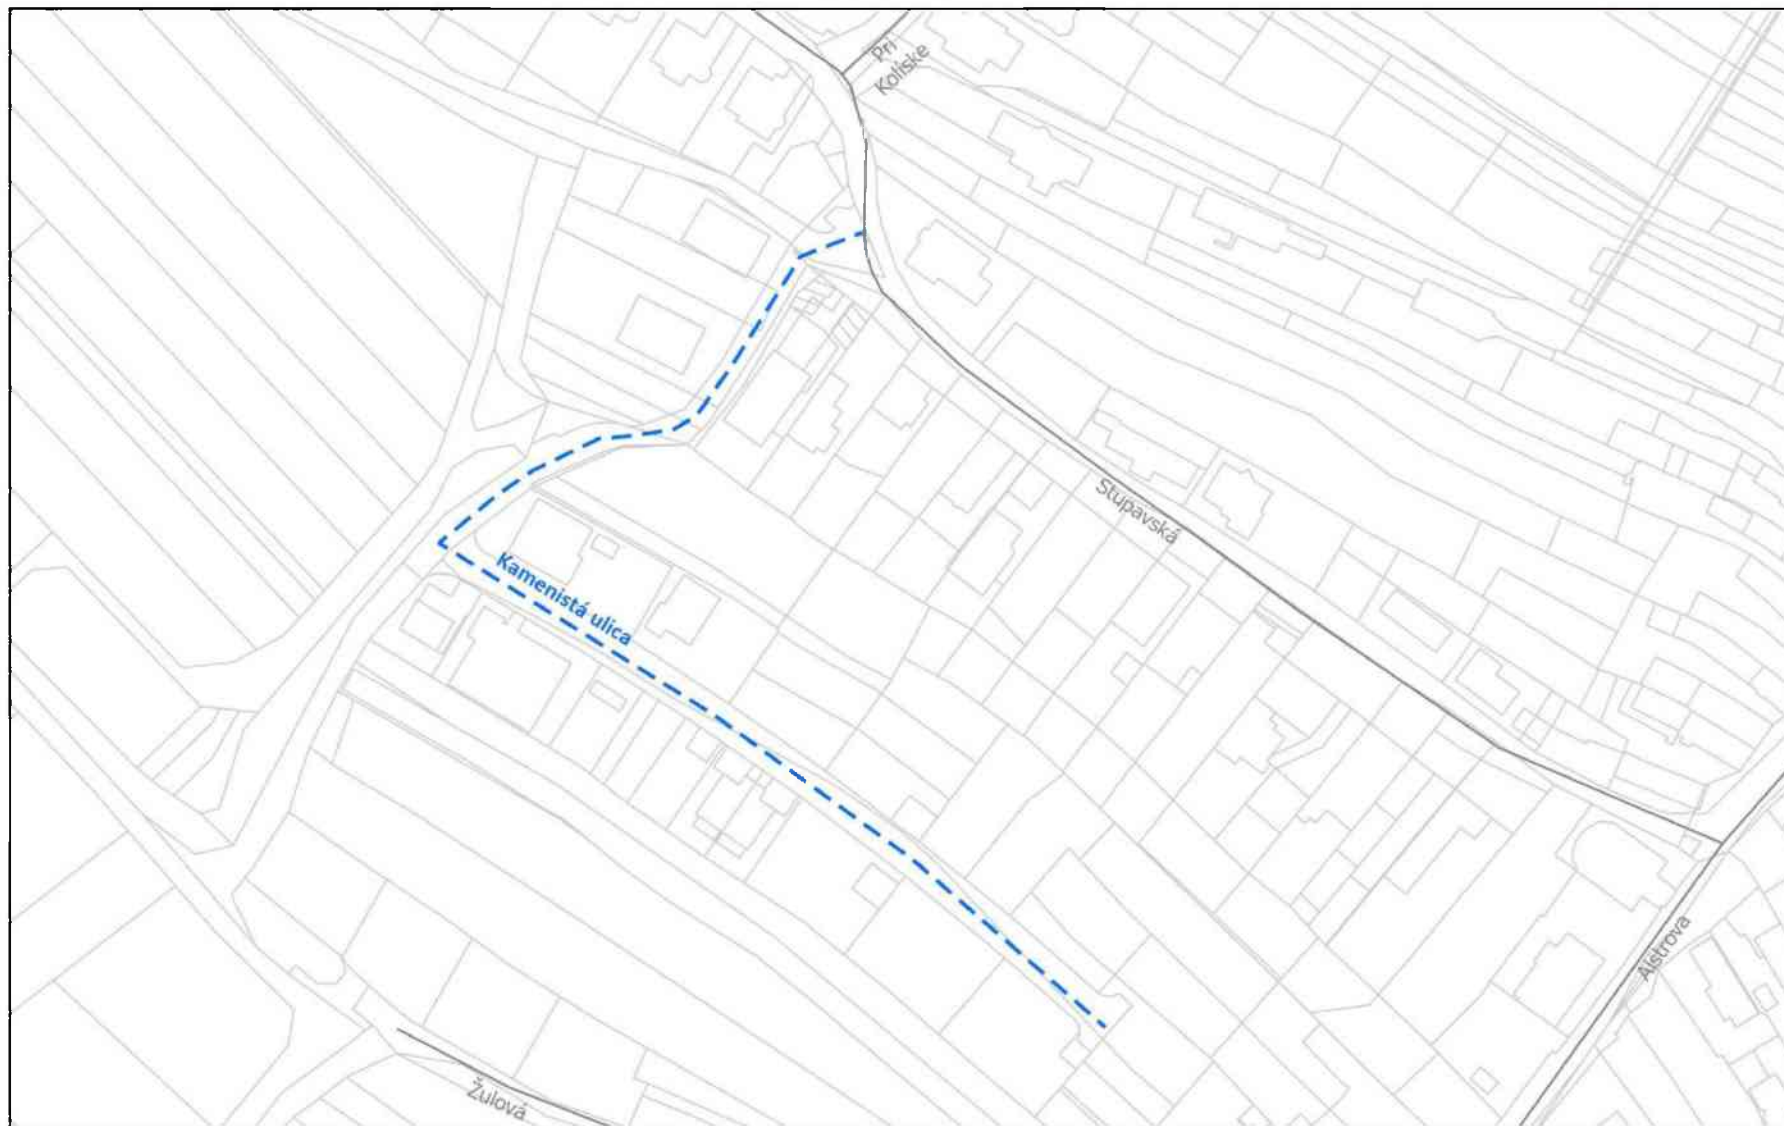 Pri
Kolíske
Stupavská
Kamenistá ulica
Alstrova
Žulová